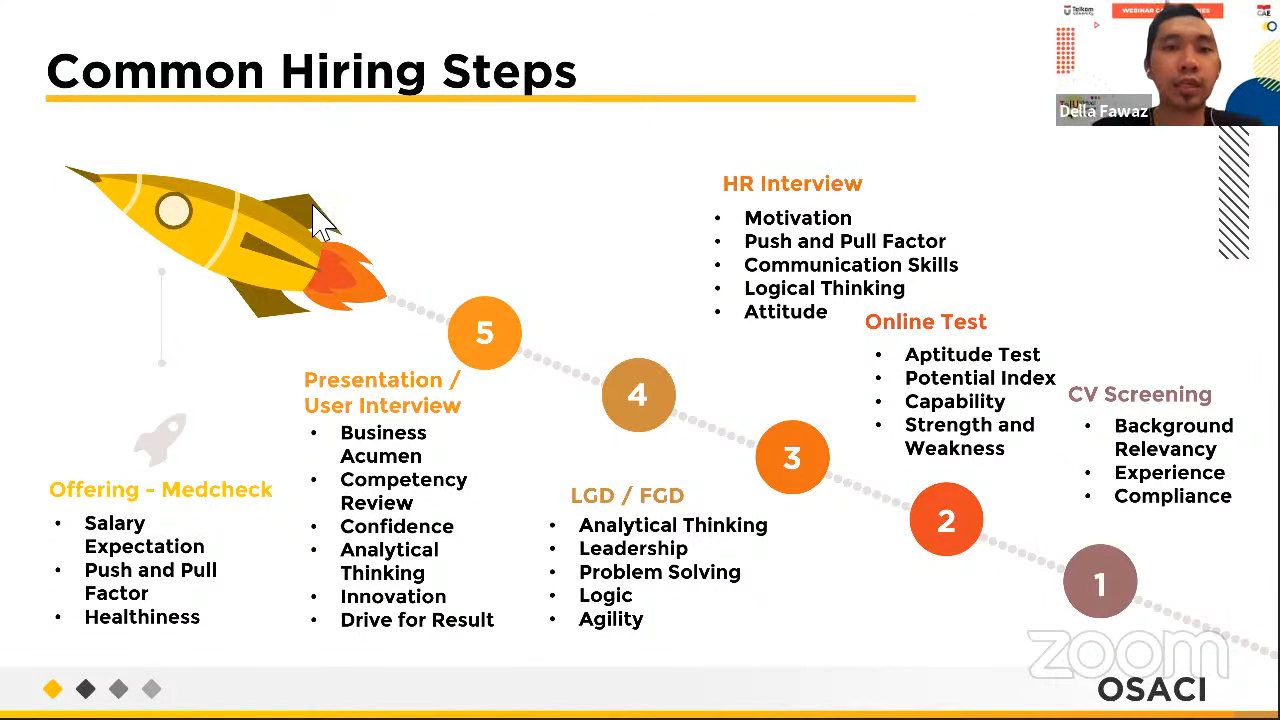 Common Hiring Steps
Telkom
University
CAE
Della Fawaz
HR Interview
• Motivation
• Push and Pull Factor
• Communication Skills
• Logical Thinking
• Attitude
Online Test
• Aptitude Test
• Potential Index
• Capability
• Strength and
Weakness
CV Screening
• Background
Relevancy
• Experience
• Compliance
5
4
3
2
1
Presentation /
User Interview
• Business
Acumen
• Competency
Review
• Confidence
• Analytical
Thinking
• Innovation
• Drive for Result
LGD / FGD
• Analytical Thinking
• Leadership
• Problem Solving
• Logic
• Agility
Offering - Medcheck
• Salary
Expectation
• Push and Pull
Factor
• Healthiness
zoom
OSACI